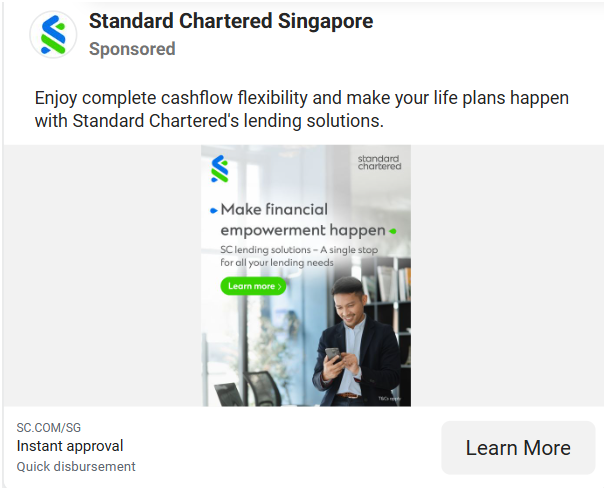 Standard Chartered Singapore
Sponsored
Enjoy complete cashflow flexibility and make your life plans happen
with Standard Chartered's lending solutions.
standard
chartered
Make financial
empowerment happen
SC lending solutions – A single stop
for all your lending needs
Learn more ›
T&Cs apply
SC.COM/SG
Instant approval
Quick disbursement
Learn More